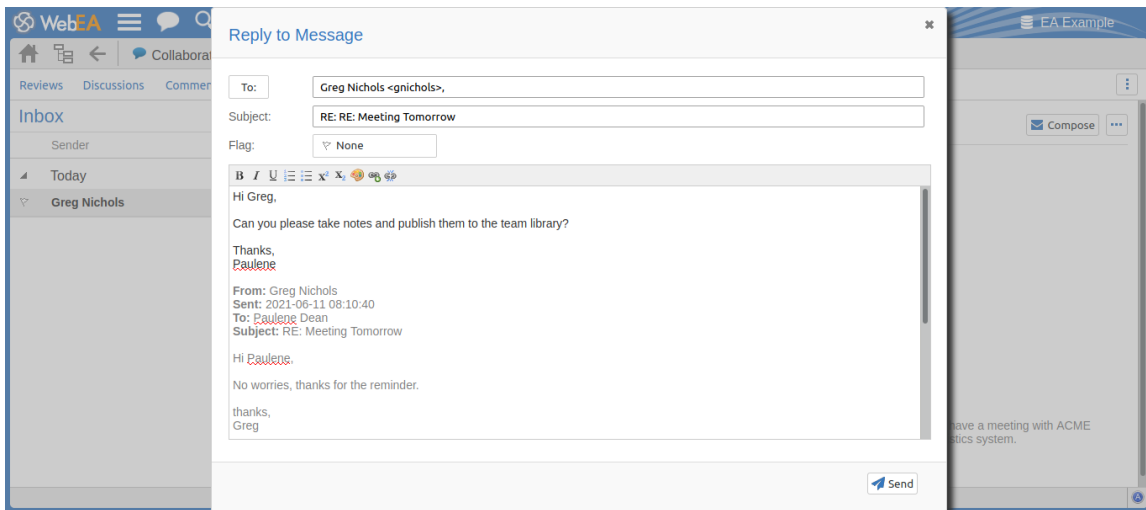 WebEA
EA Example
Collaborat
Reviews Discussions Commen
Inbox
Sender
Today
Greg Nichols
Compose
Reply to Message
To: Greg Nichols <gnichols>,
Subject: RE: RE: Meeting Tomorrow
Flag: None
B I U x² X₂
Hi Greg,
Can you please take notes and publish them to the team library?
Thanks,
Paulene
From: Greg Nichols
Sent: 2021-06-11 08:10:40
To: Paulene Dean
Subject: RE: Meeting Tomorrow
Hi Paulene,
No worries, thanks for the reminder.
thanks,
Greg
Send
have a meeting with ACME
stics system.